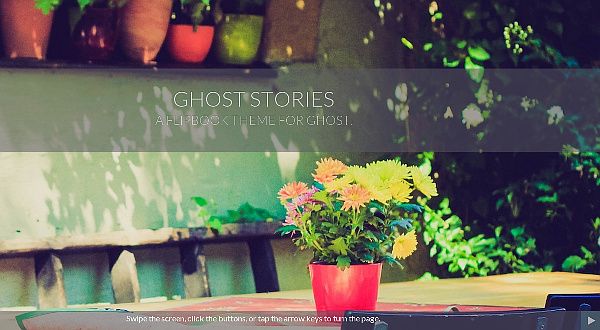 GHOST STORIES
A FLIPBOOK THEME FOR GHOST.
Swipe the screen, click the buttons, or tap the arrow keys to turn the page.